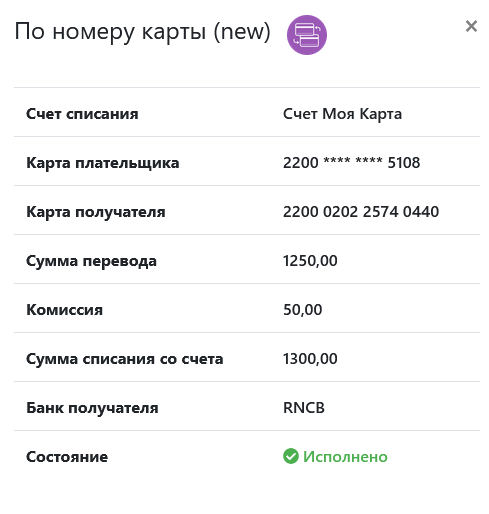 По номеру карты (new)
Счет списания Счет Моя Карта
Карта плательщика 2200 **** **** 5108
Карта получателя 2200 0202 2574 0440
Сумма перевода 1250,00
Комиссия 50,00
Сумма списания со счета 1300,00
Банк получателя RNCB
Состояние Исполнено